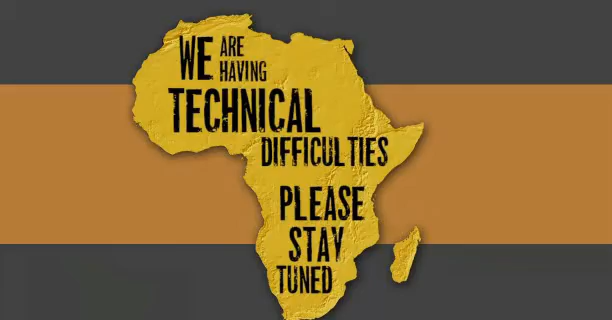 WE ARE
HAVING
TECHNICAL
DIFFICULTIES
PLEASE
STAY
TUNED